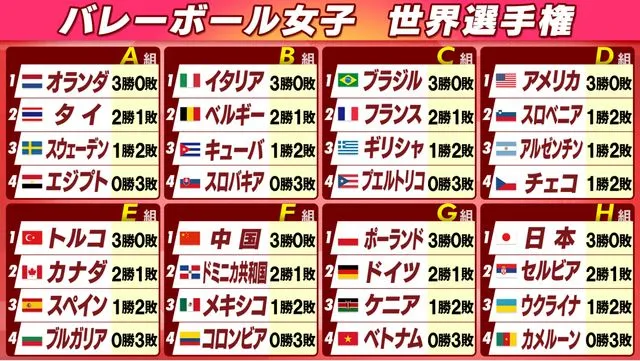 バレーボール女子 世界選手権
A組
1 オランダ 3勝0敗
2 タイ 2勝1敗
3 スウェーデン 1勝2敗
4 エジプト 0勝3敗
B組
1 イタリア 3勝0敗
2 ベルギー 2勝1敗
3 キューバ 1勝2敗
4 スロバキア 0勝3敗
C組
1 ブラジル 3勝0敗
2 フランス 2勝1敗
3 ギリシャ 1勝2敗
4 プエルトリコ 0勝3敗
D組
1 アメリカ 3勝0敗
2 スロベニア 1勝2敗
3 アルゼンチン 1勝2敗
4 チェコ 1勝2敗
E組
1 トルコ 3勝0敗
2 カナダ 2勝1敗
3 スペイン 1勝2敗
4 ブルガリア 0勝3敗
F組
1 中国 3勝0敗
2 ドミニカ共和国 2勝1敗
3 メキシコ 1勝2敗
4 コロンビア 0勝3敗
G組
1 ポーランド 3勝0敗
2 ドイツ 2勝1敗
3 ケニア 1勝2敗
4 ベトナム 0勝3敗
H組
1 日本 3勝0敗
2 セルビア 2勝1敗
3 ウクライナ 1勝2敗
4 カメルーン 0勝3敗